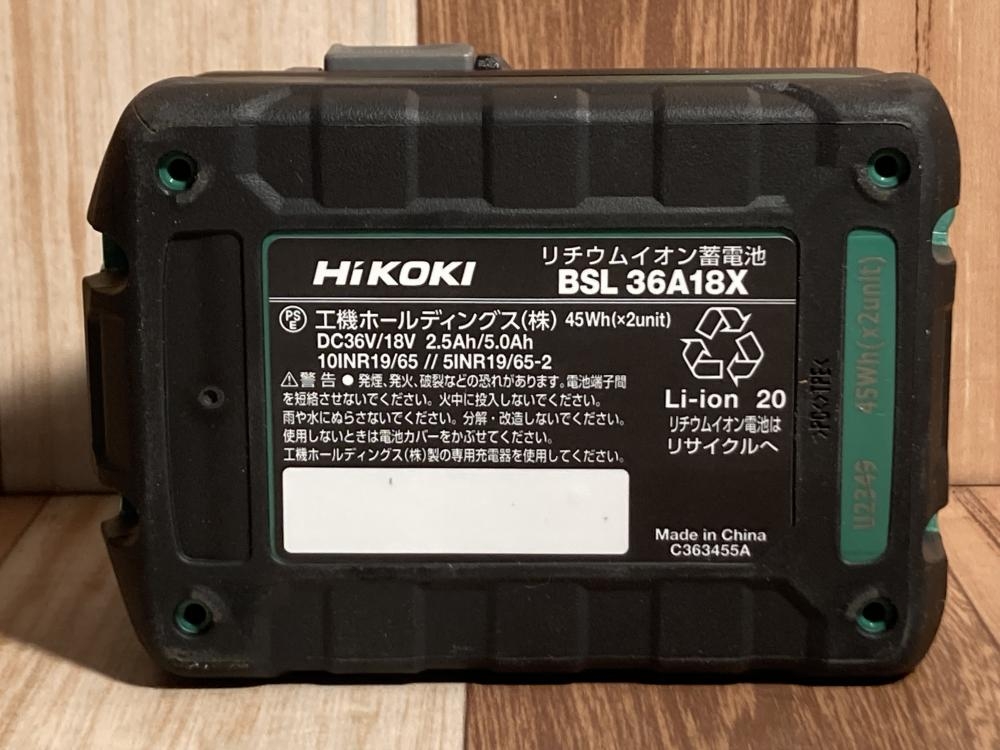 HiKOKI
リチウムイオン蓄電池
BSL 36A18X
PSE 工機ホールディングス(株) 45Wh(×2unit)
DC36V/18V 2.5Ah/5.0Ah
10INR19/65 // 5INR19/65-2
⚠警告 ● 発煙、発火、破裂などの恐れがあります。電池端子間
を短絡させないでください。火中に投入しないでください。
雨や水にぬらさないでください。分解・改造しないでください。
使用しないときは電池カバーをかぶせてください。
工機ホールディングス(株)製の専用充電器を使用してください。
Li-ion 20
リチウムイオン電池は
リサイクルへ
Made in China
C363455A
U2349 45Wh(x2unit)